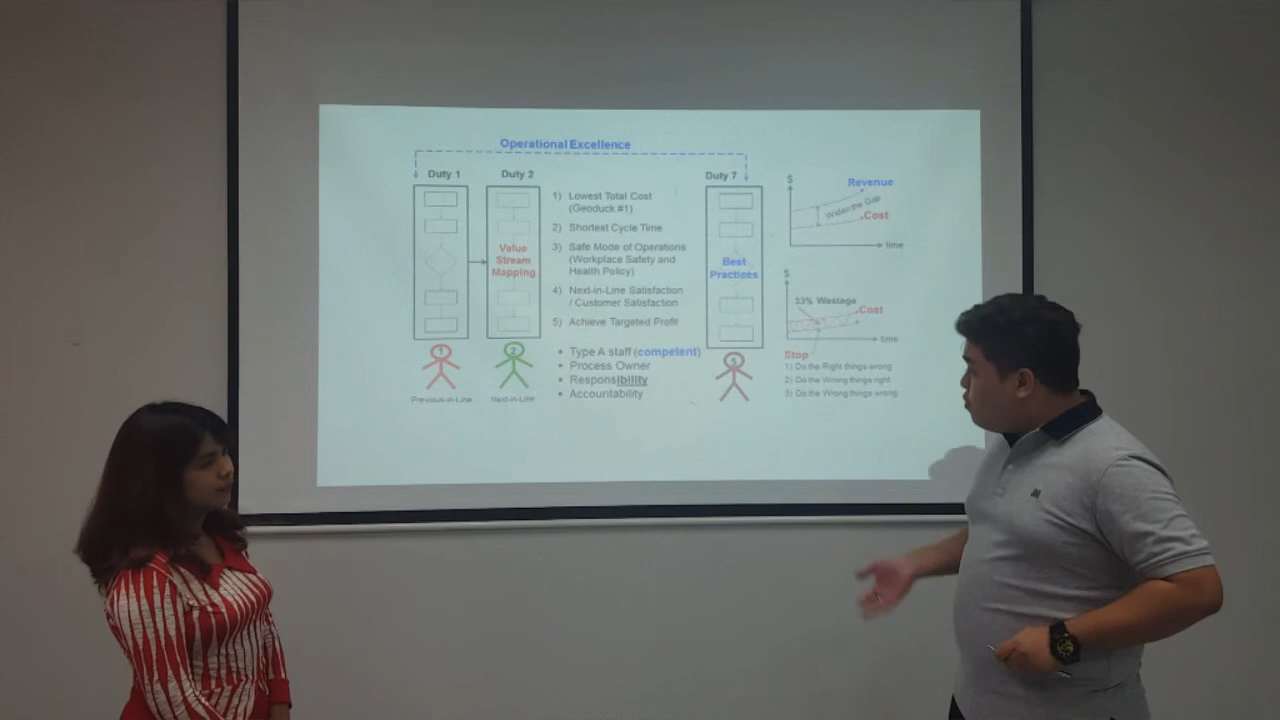 Operational Excellence
Duty 1
Duty 2
Duty 7
Value
Stream
Mapping
1) Lowest Total Cost
(Geoduck #1)
2) Shortest Cycle Time
3) Safe Mode of Operations
(Workplace Safety and
Health Policy)
4) Next-in-Line Satisfaction
/ Customer Satisfaction
5) Achieve Targeted Profit
• Type A staff (competent)
• Process Owner
• Responsibility
• Accountability
Best
Practices
1
Previous-in-Line
2
Next-in-Line
5
$
Revenue
Widen the Gap
Cost
time
$
33% Wastage
Cost
time
Stop
1) Do the Right things wrong
2) Do the Wrong things right
3) Do the Wrong things wrong